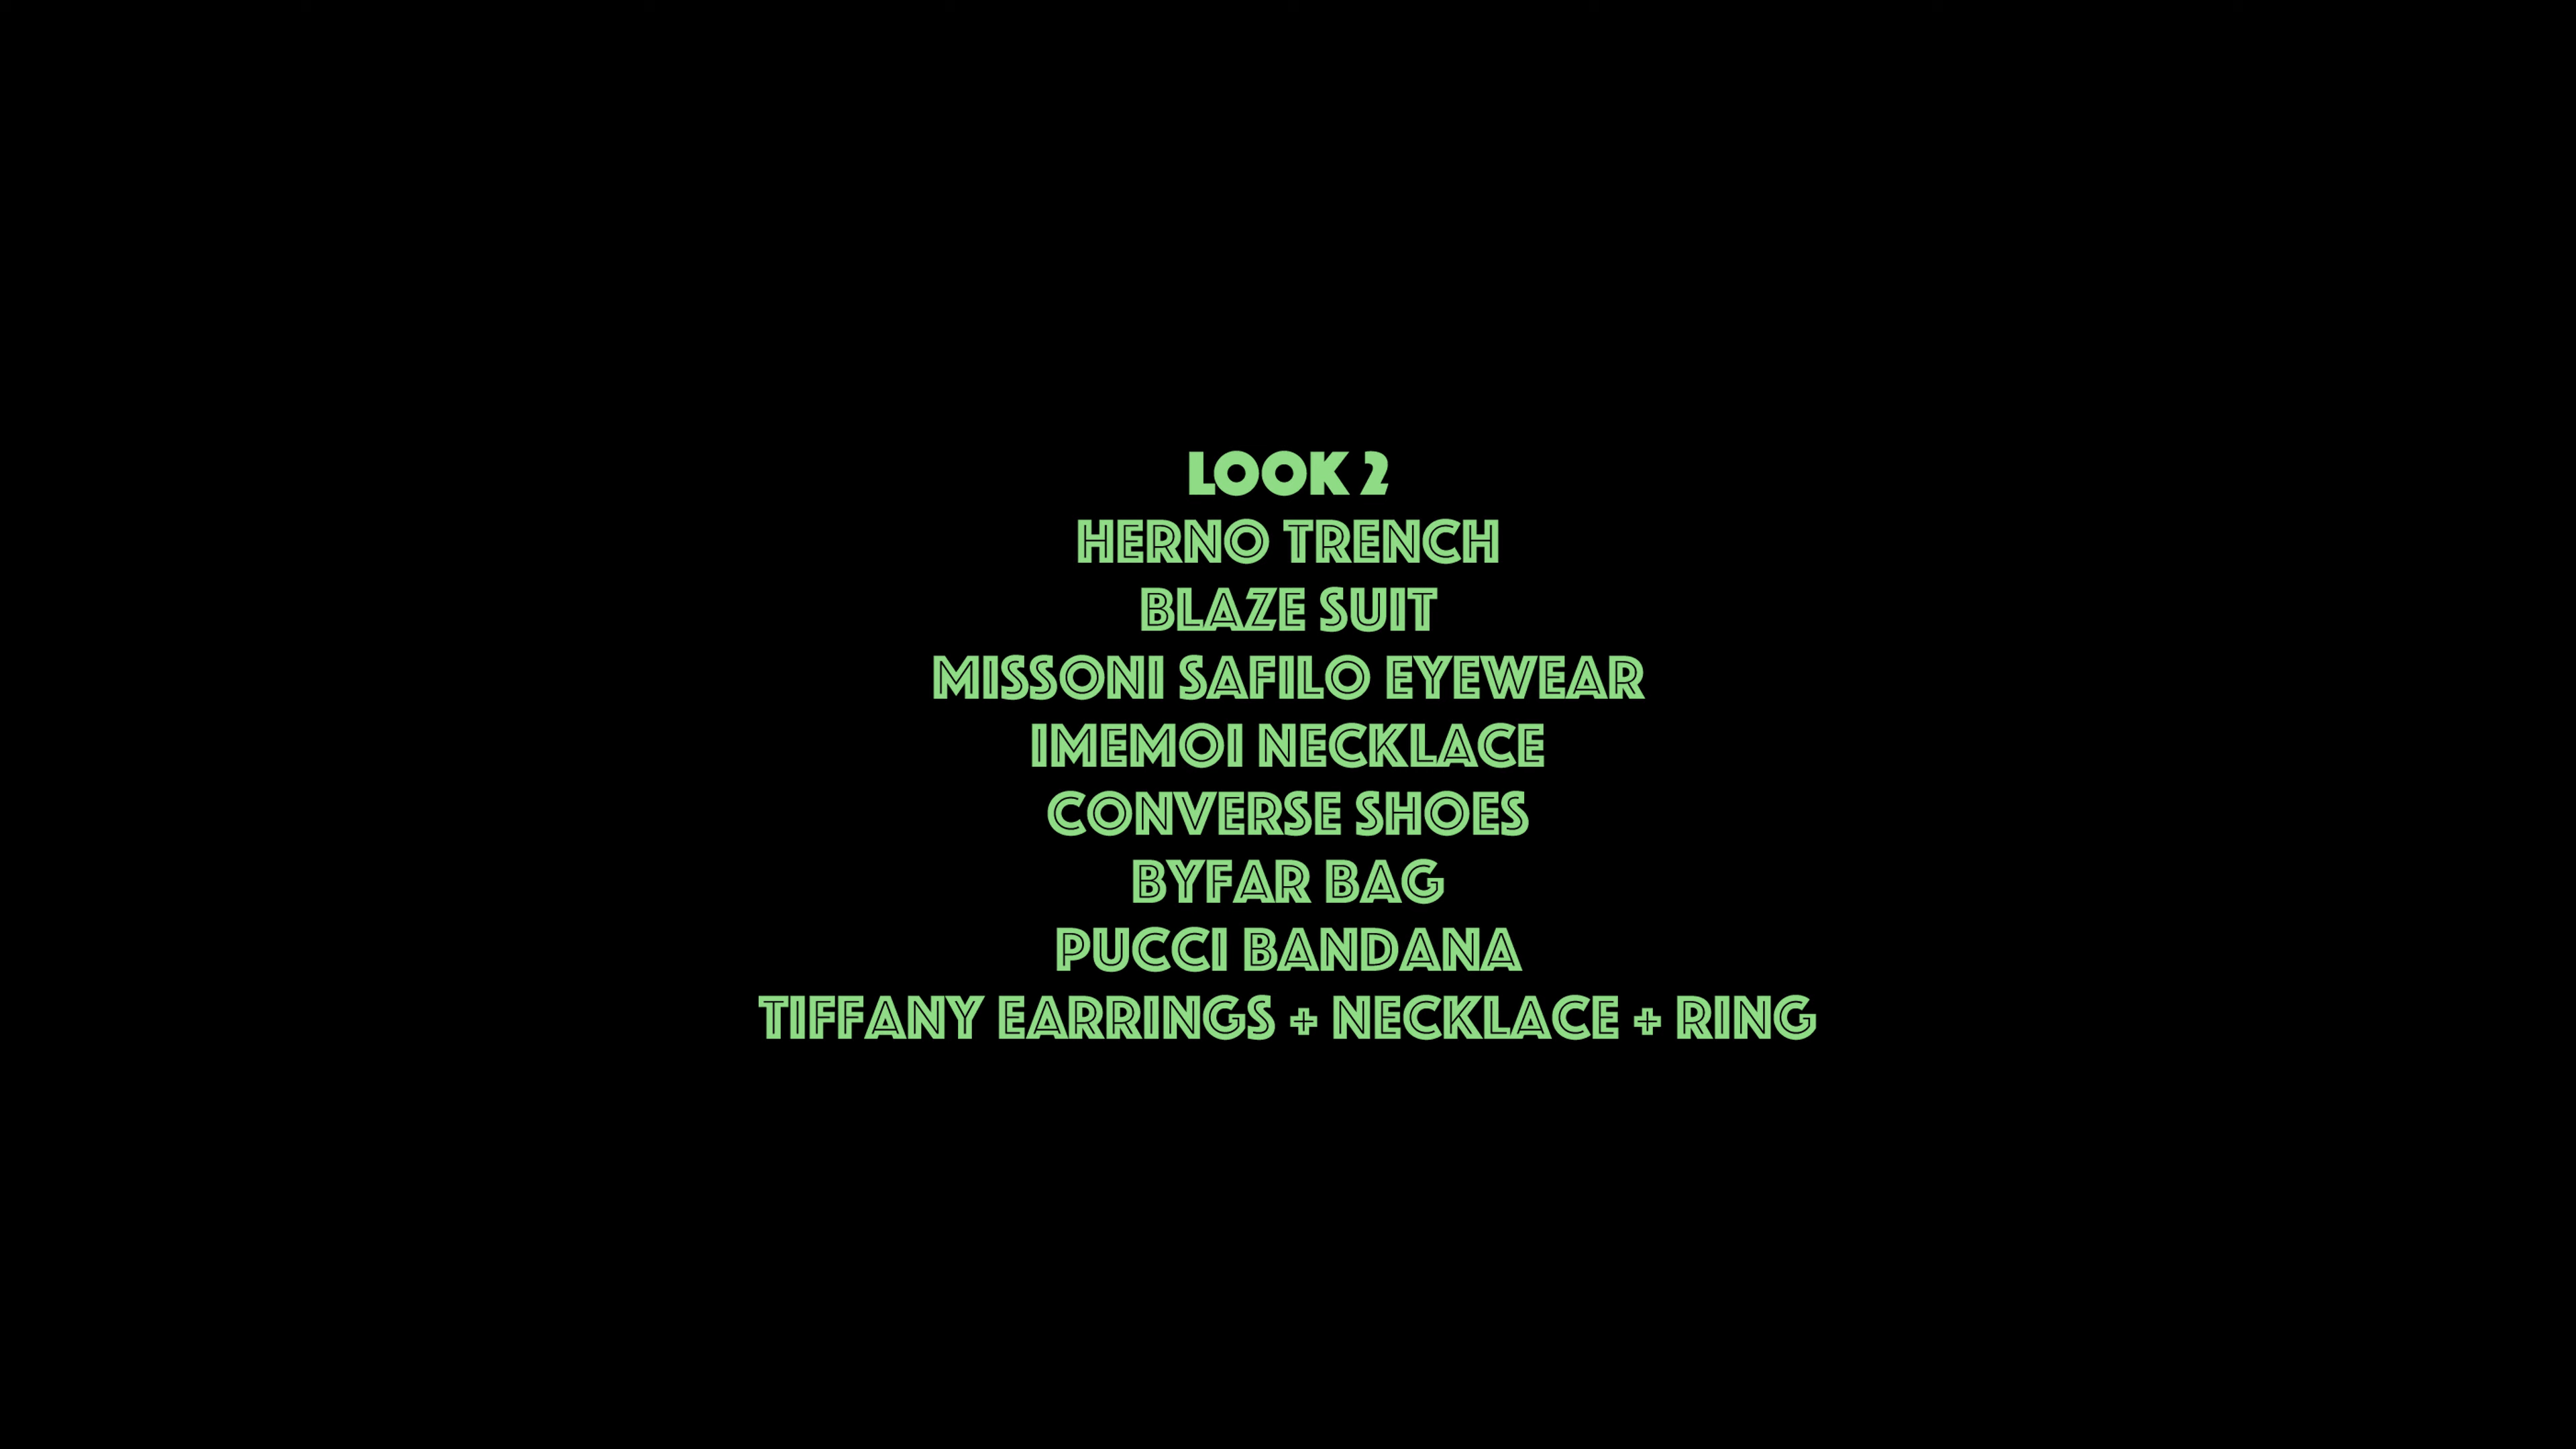 LOOK 2
HERNO TRENCH
BLAZE SUIT
MISSONI SAFILO EYEWEAR
IMEMOI NECKLACE
CONVERSE SHOES
BYFAR BAG
PUCCI BANDANA
TIFFANY EARRINGS + NECKLACE + RING